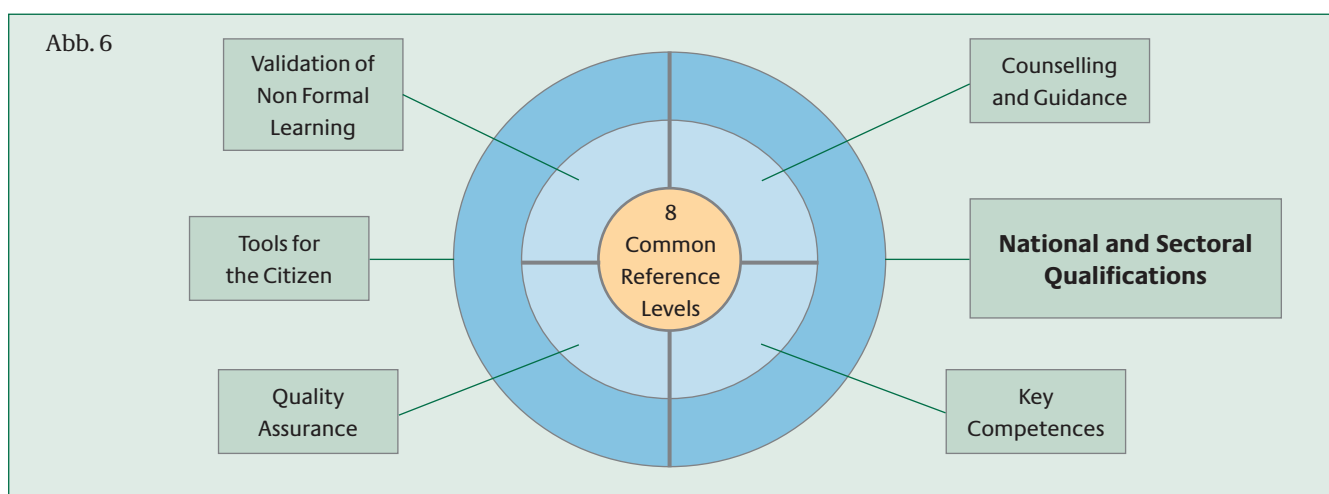 Abb. 6
Validation of
Non Formal
Learning
Counselling
and Guidance
8
Common
Reference
Levels
Tools for
the Citizen
National and Sectoral
Qualifications
Quality
Assurance
Key
Competences